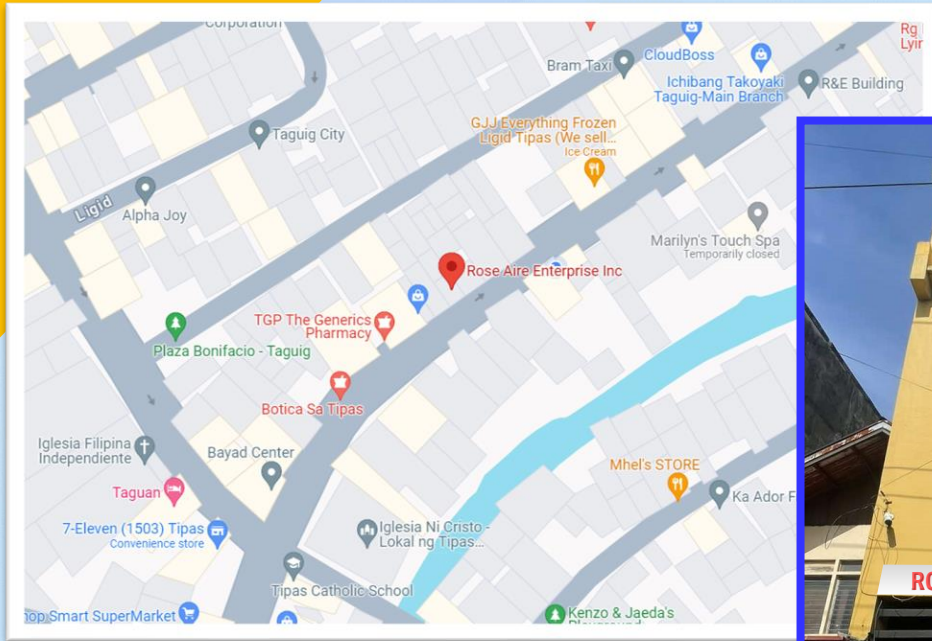 Corporation
CloudBoss
Rg
Bram Taxi
Ichibang Takoyaki
Taguig-Main Branch
R&E Building
GJJ Everything Frozen
Ligid Tipas (We sell...
Ice Cream
Taguig City
Ligid
Alpha Joy
Marilyn's Touch Spa
Temporarily closed
Rose Aire Enterprise Inc
TGP The Generics
Pharmacy
Plaza Bonifacio - Taguig
Botica Sa Tipas
Iglesia Filipina
Independiente
Bayad Center
Mhel's STORE
Taguan
Ka Ador F
7-Eleven (1503) Tipas
Convenience store
Iglesia Ni Cristo -
Lokal ng Tipas...
Tipas Catholic School
hop Smart SuperMarket
Kenzo & Jaeda's
RO